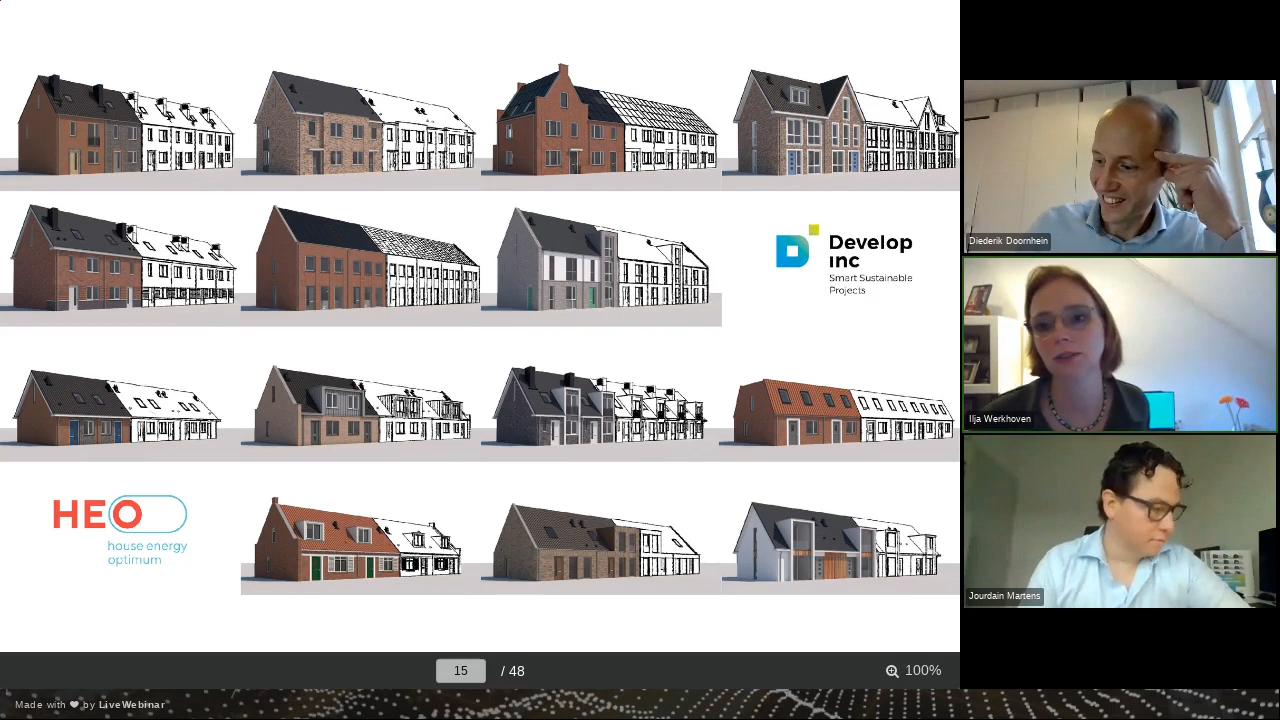 Develop
inc
Smart Sustainable
Projects
HEO
house energy
optimum
Diederik Doornhein
Ilja Werkhoven
Jourdain Martens
15 / 48
100%
Made with ❤ by LiveWebinar